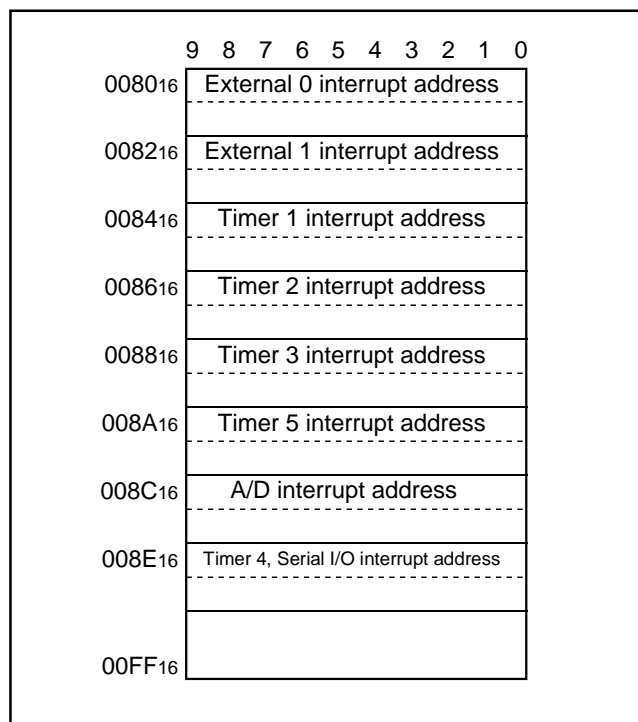 9 8 7 6 5 4 3 2 1 0
008016 External 0 interrupt address
008216 External 1 interrupt address
008416 Timer 1 interrupt address
008616 Timer 2 interrupt address
008816 Timer 3 interrupt address
008A16 Timer 5 interrupt address
008C16 A/D interrupt address
008E16 Timer 4, Serial I/O interrupt address
00FF16